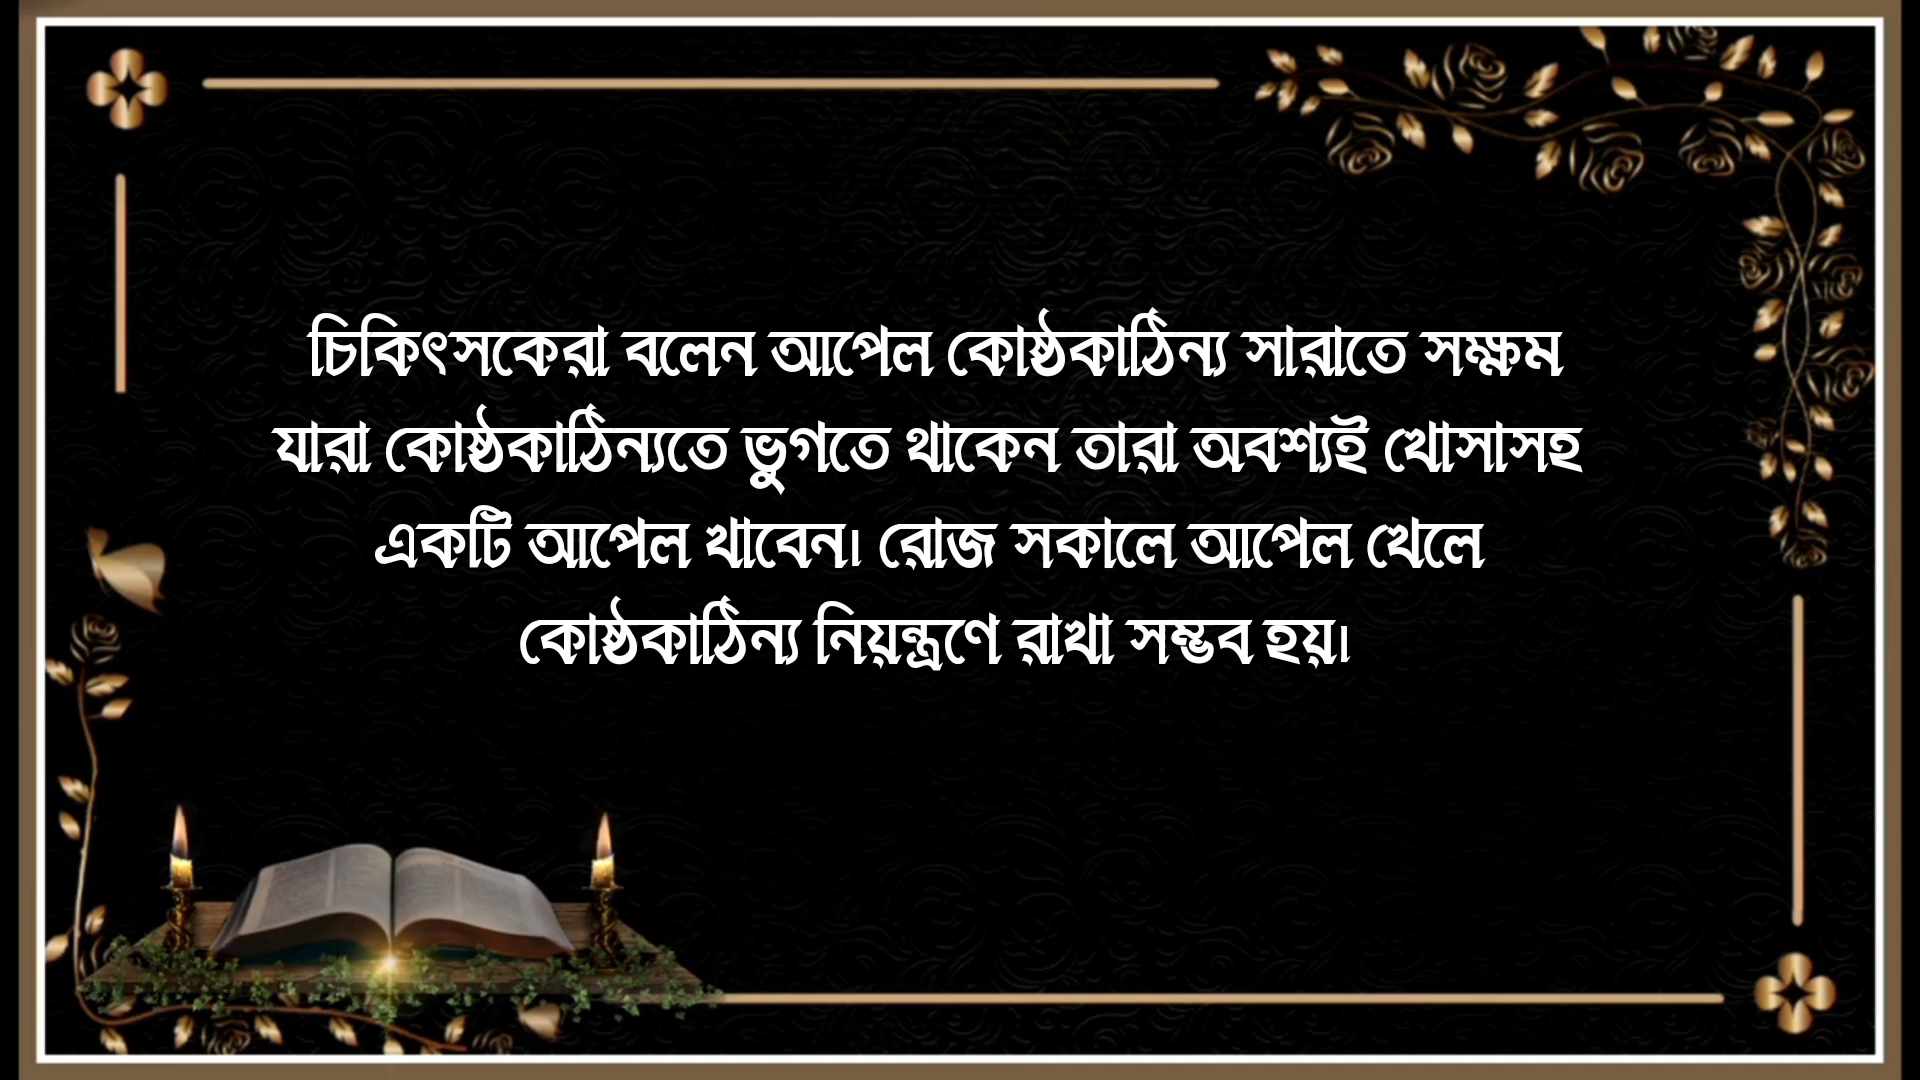 চিকিৎসকেরা বলেন আপেল কোষ্ঠকাঠিন্য সারাতে সক্ষম
যারা কোষ্ঠকাঠিন্যতে ভুগতে থাকেন তারা অবশ্যই খোসাসহ
একটি আপেল খাবেন। রোজ সকালে আপেল খেলে
কোষ্ঠকাঠিন্য নিয়ন্ত্রণে রাখা সম্ভব হয়।